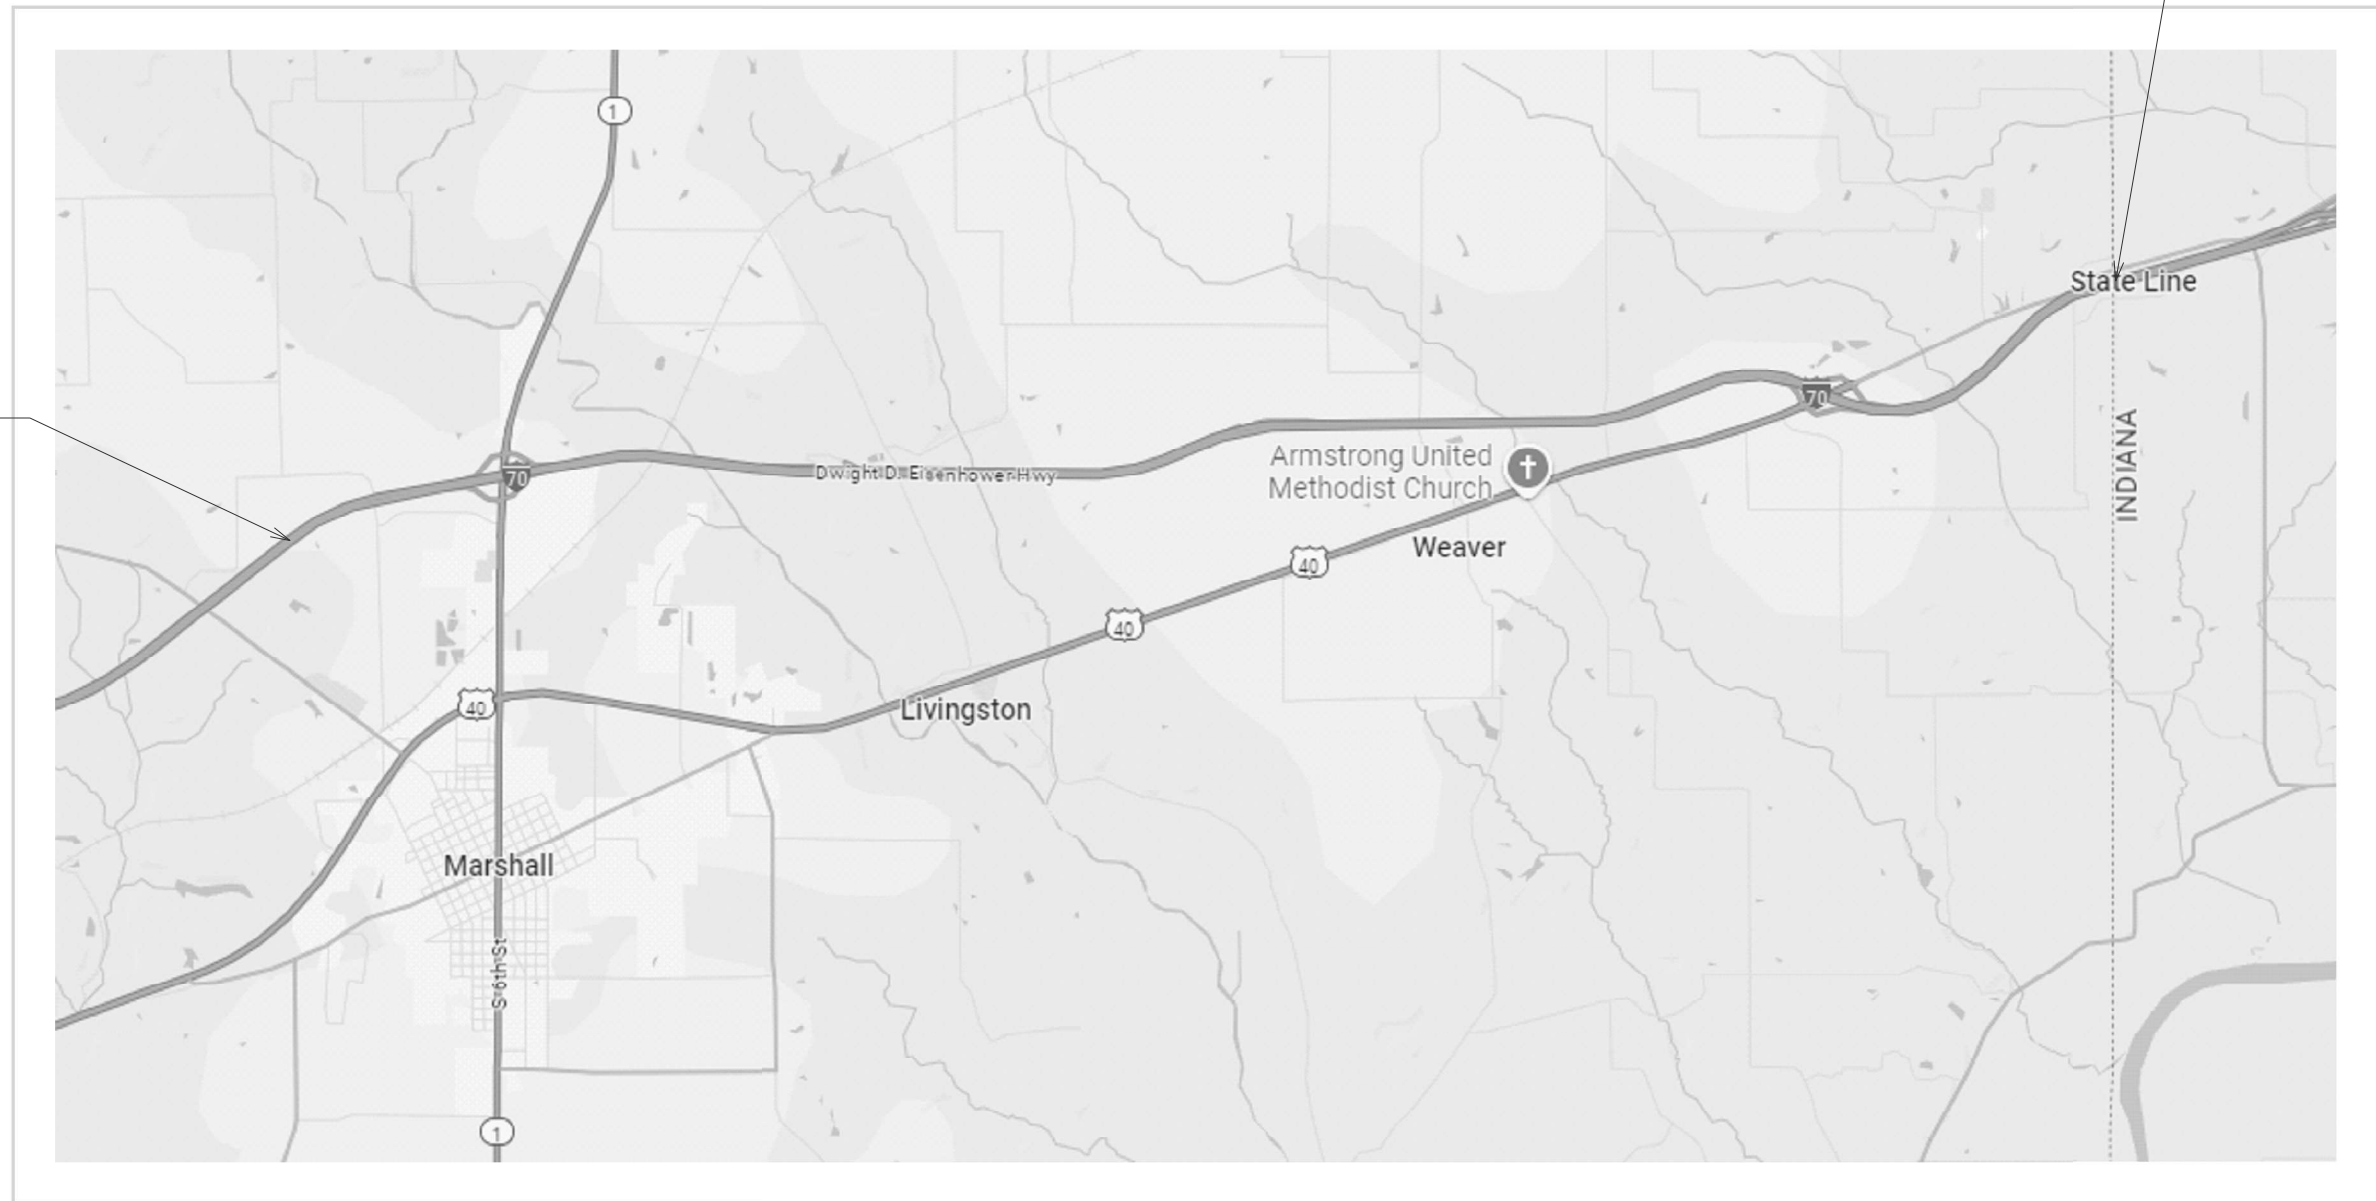 1
State Line
70
INDIANA
Armstrong United
Methodist Church
70
Dwight D. Eisenhower Hwy
Weaver
40
40
40
Livingston
Marshall
S 6th St
1